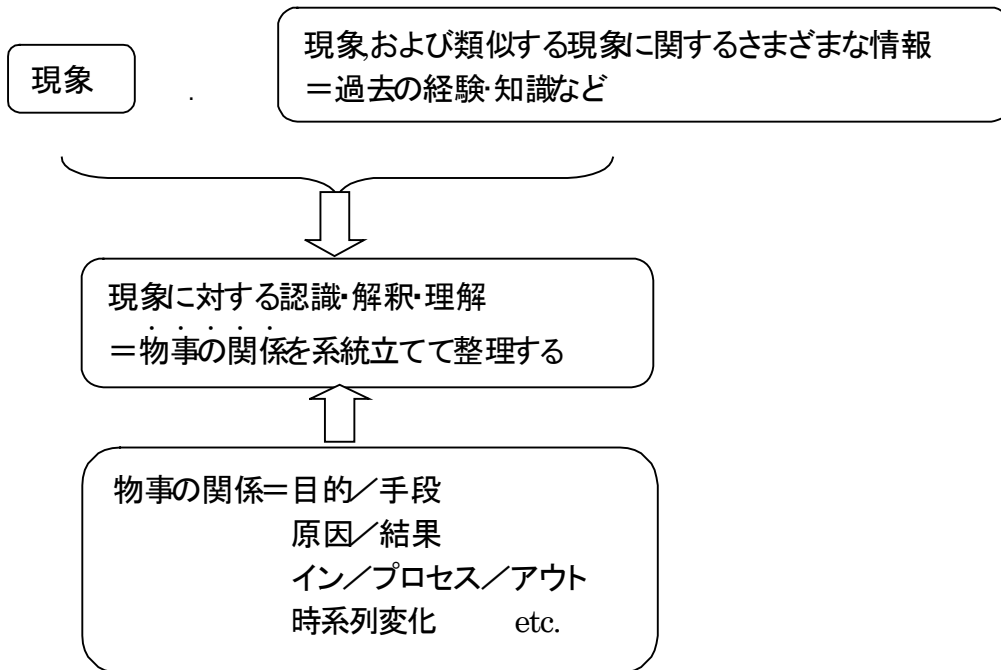 現象
現象,および類似する現象に関するさまざまな情報
＝過去の経験・知識など
現象に対する認識・解釈・理解
＝物事の関係を系統立てて整理する
物事の関係＝目的／手段
原因／結果
イン／プロセス／アウト
時系列変化 etc.